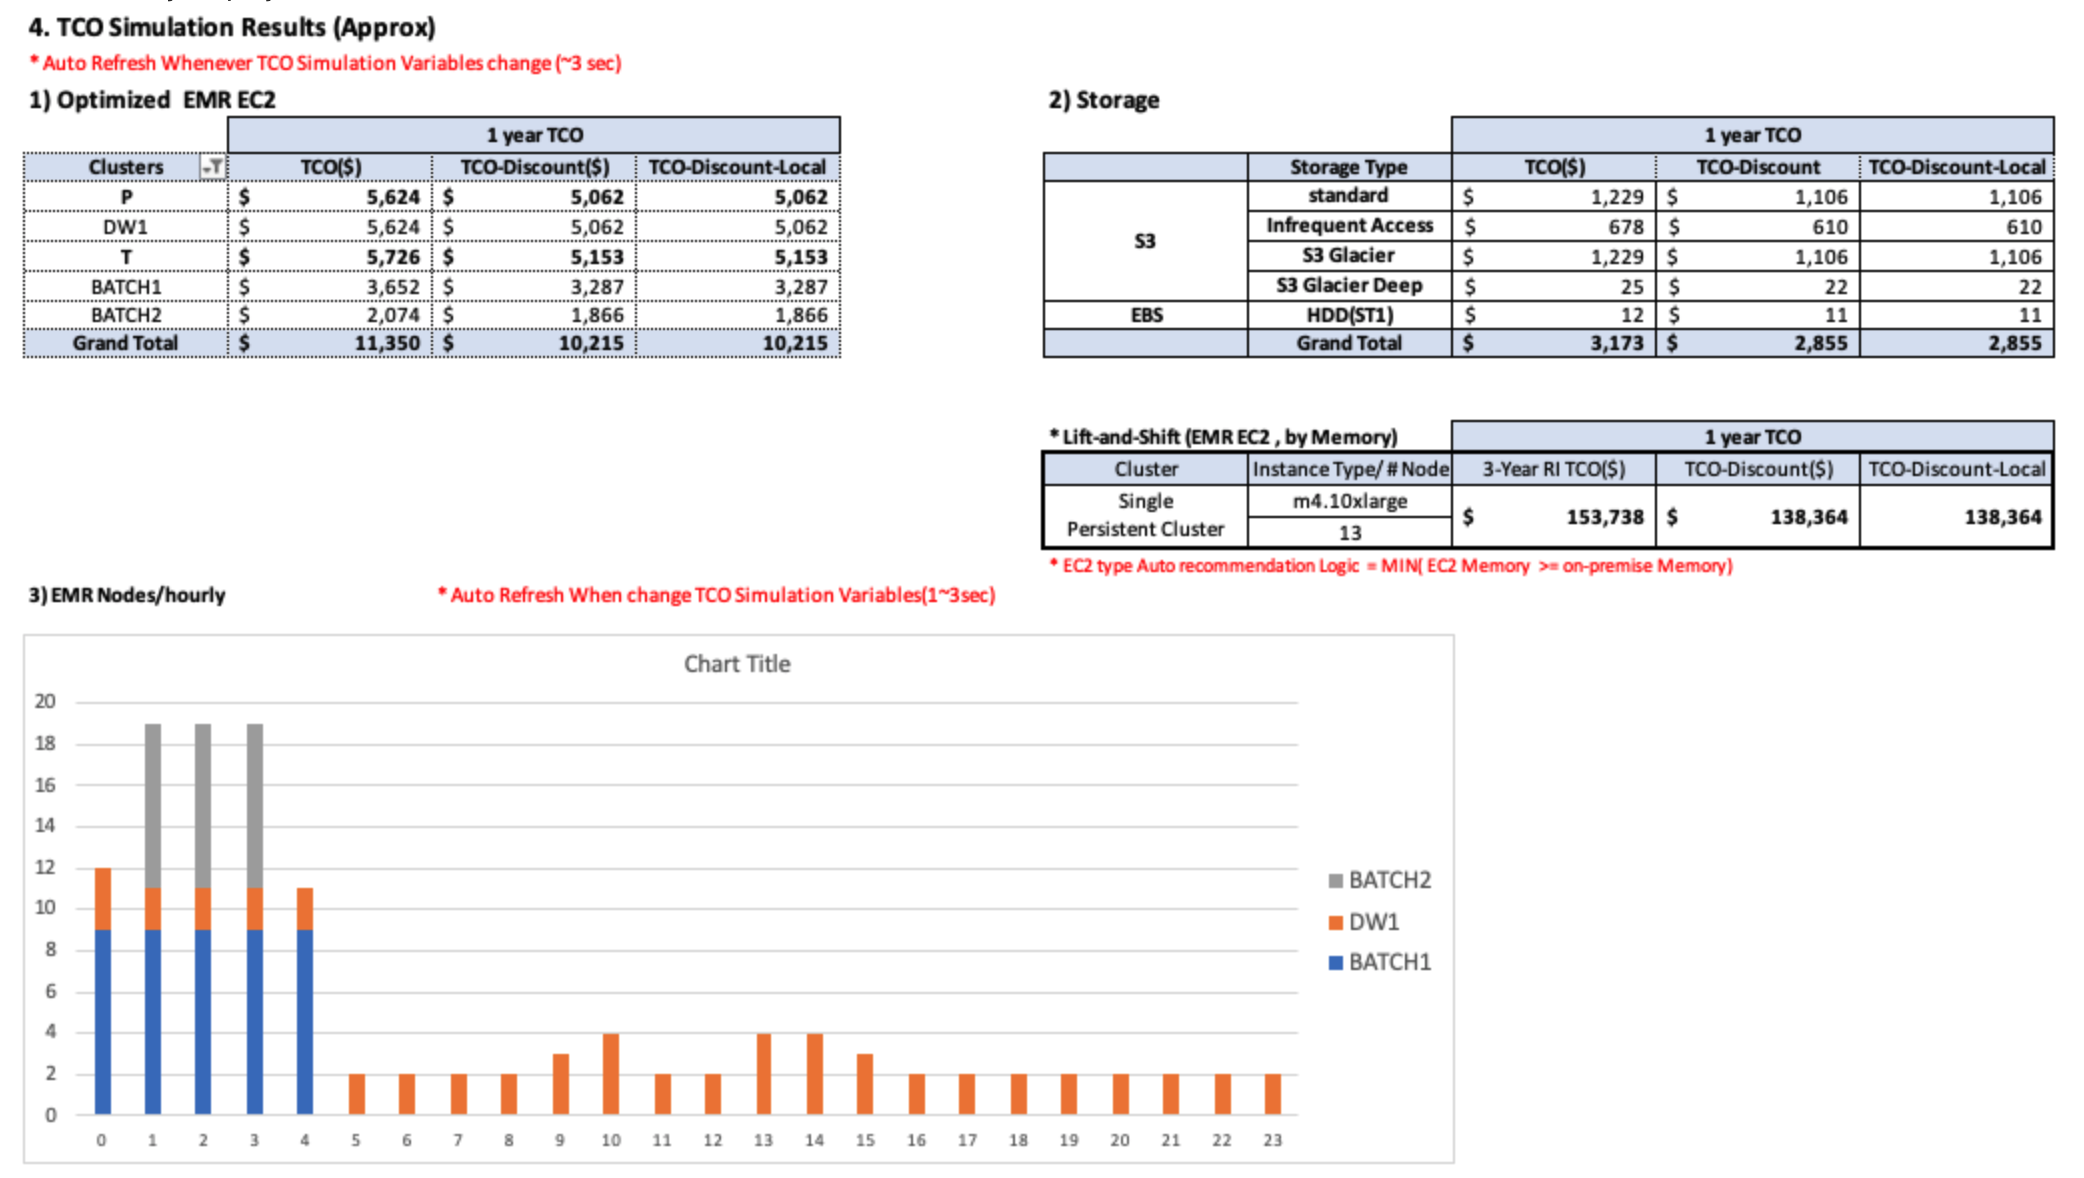 4. TCO Simulation Results (Approx)
* Auto Refresh Whenever TCO Simulation Variables change (~3 sec)
1) Optimized EMR EC2
1 year TCO
Clusters TCO($) TCO-Discount($) TCO-Discount-Local
P $ 5,624 $ 5,062 5,062
DW1 $ 5,624 $ 5,062 5,062
T $ 5,726 $ 5,153 5,153
BATCH1 $ 3,652 $ 3,287 3,287
BATCH2 $ 2,074 $ 1,866 1,866
Grand Total $ 11,350 $ 10,215 10,215
2) Storage
1 year TCO
Storage Type TCO($) TCO-Discount TCO-Discount-Local
S3
standard $ 1,229 $ 1,106 1,106
Infrequent Access $ 678 $ 610 610
S3 Glacier $ 1,229 $ 1,106 1,106
S3 Glacier Deep $ 25 $ 22 22
EBS HDD(ST1) $ 12 $ 11 11
Grand Total $ 3,173 $ 2,855 2,855
* Lift-and-Shift (EMR EC2 , by Memory) 1 year TCO
Cluster Instance Type/ # Node 3-Year RI TCO($) TCO-Discount($) TCO-Discount-Local
Single m4.10xlarge
$ 153,738 $ 138,364 138,364
Persistent Cluster 13
* EC2 type Auto recommendation Logic = MIN( EC2 Memory >= on-premise Memory)
3) EMR Nodes/hourly
* Auto Refresh When change TCO Simulation Variables(1~3sec)
Chart Title
20
18
16
14
12
10
8
6
4
2
0
0 1 2 3 4 5 6 7 8 9 10 11 12 13 14 15 16 17 18 19 20 21 22 23
BATCH2
DW1
BATCH1